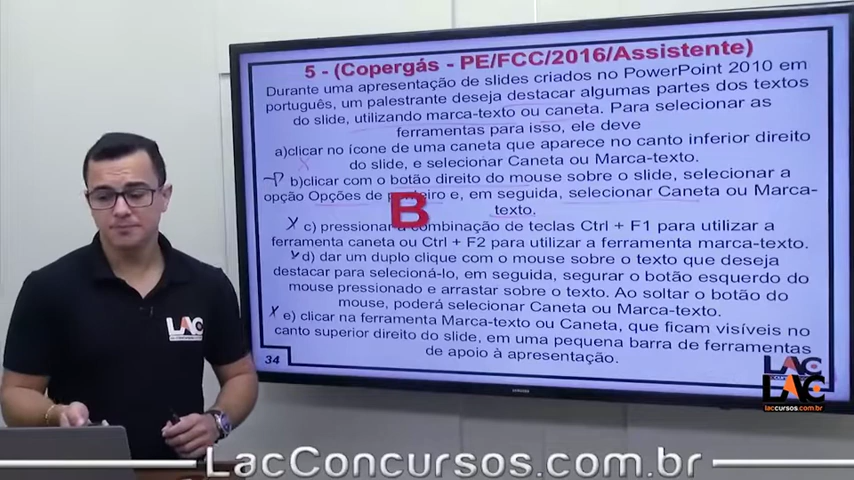 5 - (Copergás - PE/FCC/2016/Assistente)
Durante uma apresentação de slides criados no PowerPoint 2010 em
português, um palestrante deseja destacar algumas partes dos textos
do slide, utilizando marca-texto ou caneta. Para selecionar as
ferramentas para isso, ele deve
a)clicar no ícone de uma caneta que aparece no canto inferior direito
do slide, e selecionar Caneta ou Marca-texto.
b)clicar com o botão direito do mouse sobre o slide, selecionar a
opção Opções de e, em seguida, selecionar Caneta ou Marca-
texto.
B
c) pressionar a combinação de teclas Ctrl + F1 para utilizar a
ferramenta caneta ou Ctrl + F2 para utilizar a ferramenta marca-texto.
d) dar um duplo clique com o mouse sobre o texto que deseja
destacar para selecioná-lo, em seguida, segurar o botão esquerdo do
mouse pressionado e arrastar sobre o texto. Ao soltar o botão do
mouse, poderá selecionar Caneta ou Marca-texto.
e) clicar na ferramenta Marca-texto ou Caneta, que ficam visíveis no
canto superior direito do slide, em uma pequena barra de ferramentas
de apoio à apresentação.
34
LAC
LAC
LAC
laccursos.com.br
LacConcursos.com.br